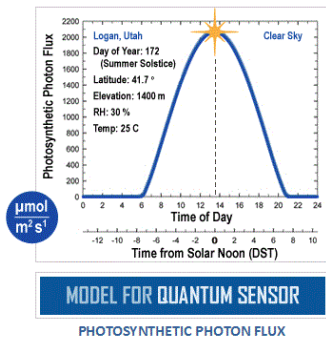 Photosynthetic Photon Flux
2200
2000
1800
1600
1400
1200
1000
800
600
400
200
0
Logan, Utah
Clear Sky
Day of Year: 172
(Summer Solstice)
Latitude: 41.7 °
Elevation: 1400 m
RH: 30 %
Temp: 25 C
0 2 4 6 8 10 12 14 16 18 20 22 24
Time of Day
-12 -10 -8 -6 -4 -2 0 2 4 6 8 10
Time from Solar Noon (DST)
µmol
m² s¹
MODEL FOR QUANTUM SENSOR
PHOTOSYNTHETIC PHOTON FLUX